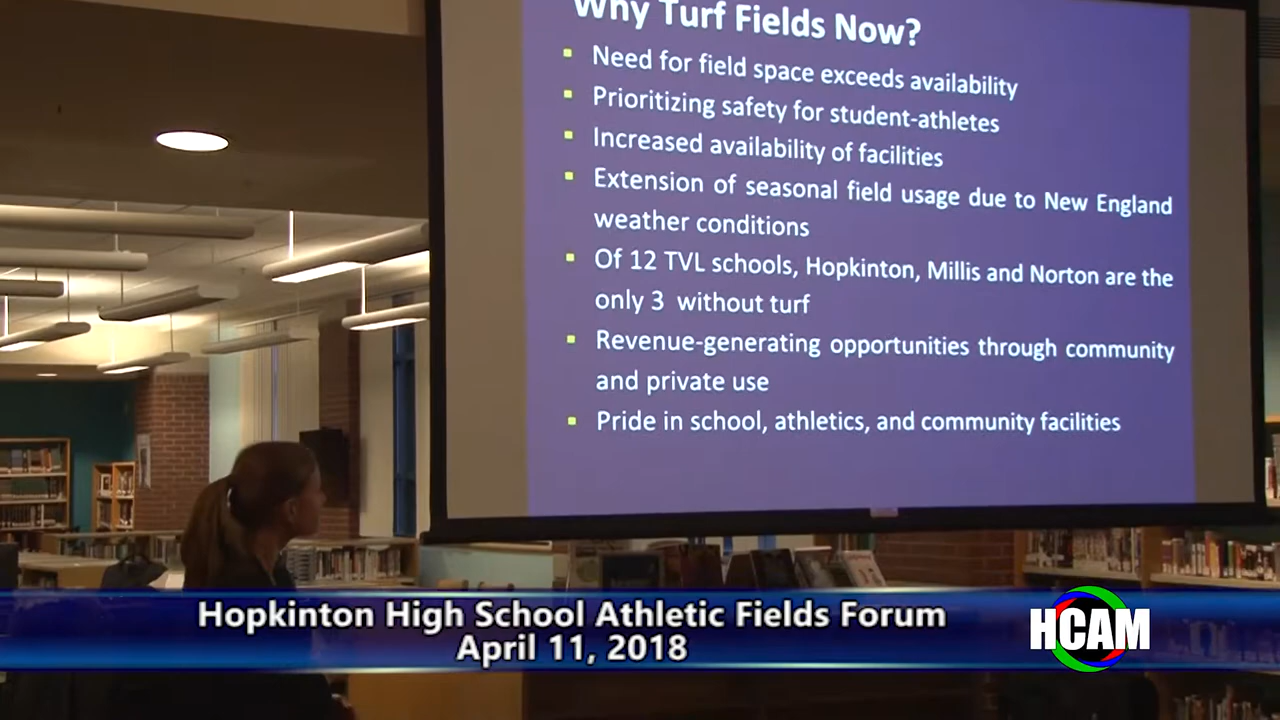 Why Turf Fields Now?
Need for field space exceeds availability
Prioritizing safety for student-athletes
Increased availability of facilities
Extension of seasonal field usage due to New England
weather conditions
Of 12 TVL schools, Hopkinton, Millis and Norton are the
only 3 without turf
Revenue-generating opportunities through community
and private use
Pride in school, athletics, and community facilities
Hopkinton High School Athletic Fields Forum
April 11, 2018
HCAM